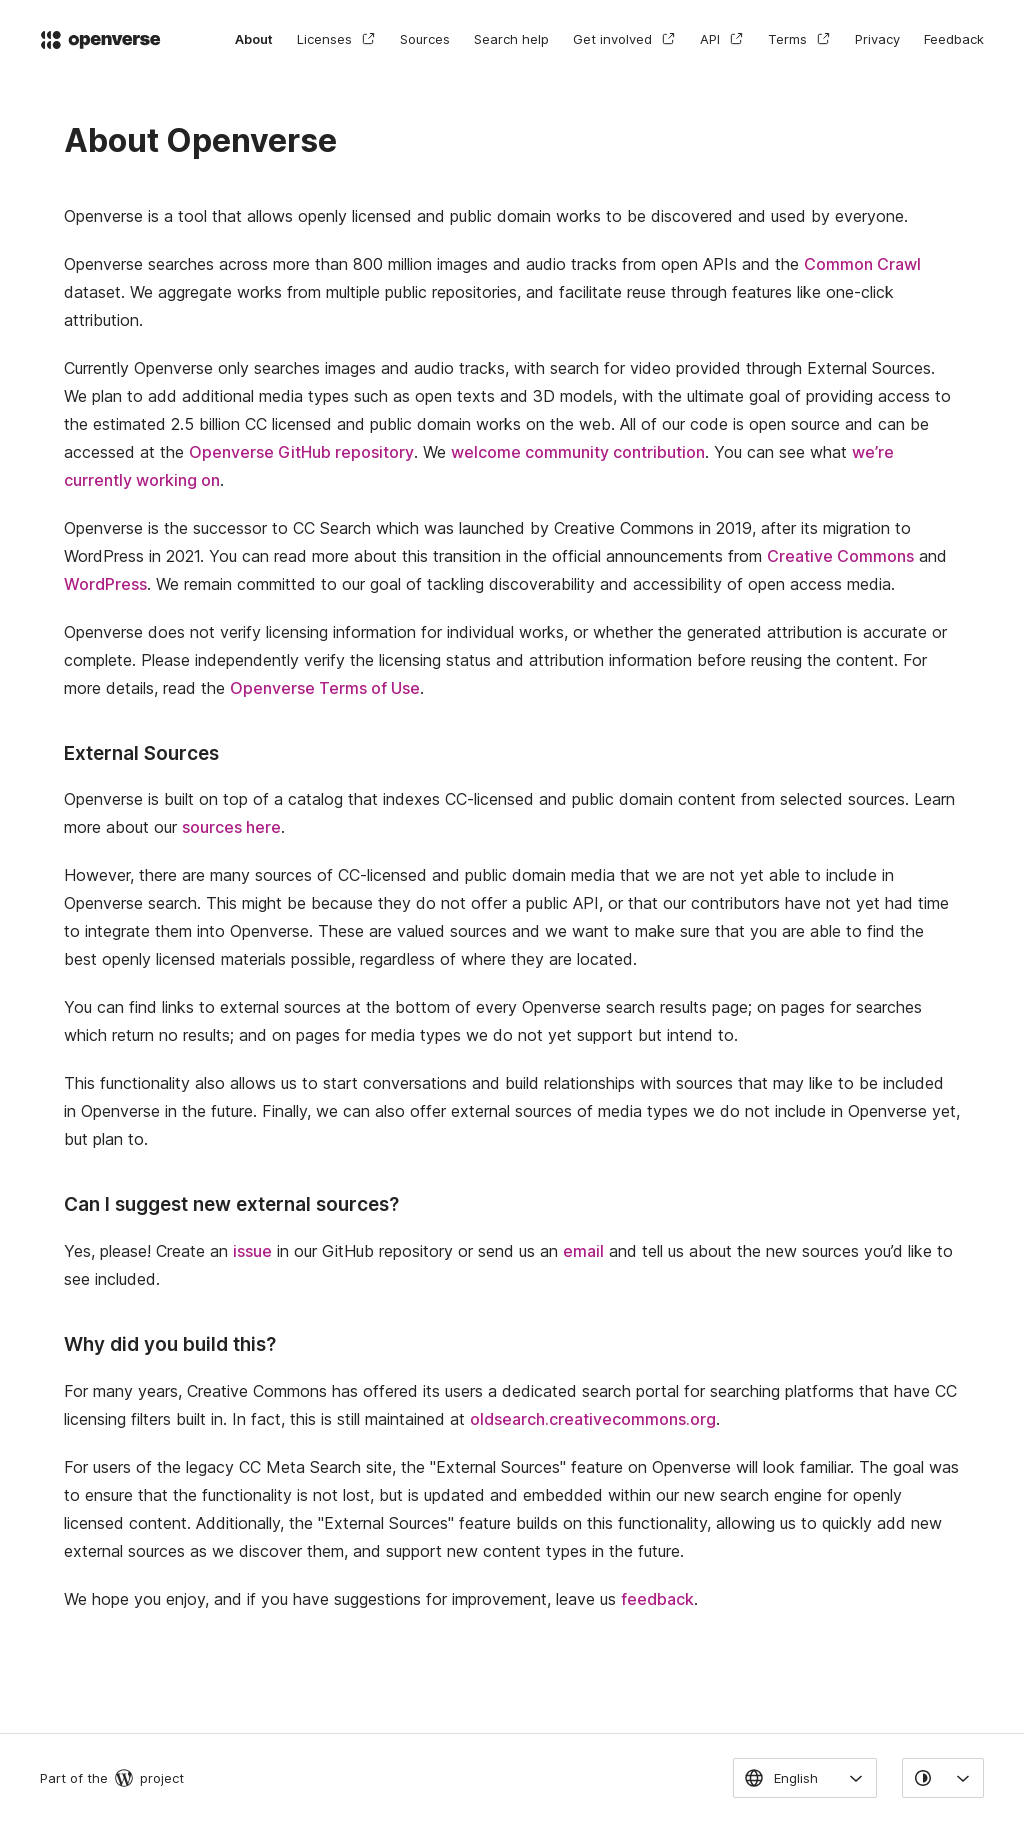 openverse
About
Licenses
Sources
Search help
Get involved
API
Terms
Privacy
Feedback
About Openverse
Openverse is a tool that allows openly licensed and public domain works to be discovered and used by everyone.
Openverse searches across more than 800 million images and audio tracks from open APIs and the Common Crawl
dataset. We aggregate works from multiple public repositories, and facilitate reuse through features like one-click
attribution.
Currently Openverse only searches images and audio tracks, with search for video provided through External Sources.
We plan to add additional media types such as open texts and 3D models, with the ultimate goal of providing access to
the estimated 2.5 billion CC licensed and public domain works on the web. All of our code is open source and can be
accessed at the Openverse GitHub repository. We welcome community contribution. You can see what we’re
currently working on.
Openverse is the successor to CC Search which was launched by Creative Commons in 2019, after its migration to
WordPress in 2021. You can read more about this transition in the official announcements from Creative Commons and
WordPress. We remain committed to our goal of tackling discoverability and accessibility of open access media.
Openverse does not verify licensing information for individual works, or whether the generated attribution is accurate or
complete. Please independently verify the licensing status and attribution information before reusing the content. For
more details, read the Openverse Terms of Use.
External Sources
Openverse is built on top of a catalog that indexes CC-licensed and public domain content from selected sources. Learn
more about our sources here.
However, there are many sources of CC-licensed and public domain media that we are not yet able to include in
Openverse search. This might be because they do not offer a public API, or that our contributors have not yet had time
to integrate them into Openverse. These are valued sources and we want to make sure that you are able to find the
best openly licensed materials possible, regardless of where they are located.
You can find links to external sources at the bottom of every Openverse search results page; on pages for searches
which return no results; and on pages for media types we do not yet support but intend to.
This functionality also allows us to start conversations and build relationships with sources that may like to be included
in Openverse in the future. Finally, we can also offer external sources of media types we do not include in Openverse yet,
but plan to.
Can I suggest new external sources?
Yes, please! Create an issue in our GitHub repository or send us an email and tell us about the new sources you’d like to
see included.
Why did you build this?
For many years, Creative Commons has offered its users a dedicated search portal for searching platforms that have CC
licensing filters built in. In fact, this is still maintained at oldsearch.creativecommons.org.
For users of the legacy CC Meta Search site, the "External Sources" feature on Openverse will look familiar. The goal was
to ensure that the functionality is not lost, but is updated and embedded within our new search engine for openly
licensed content. Additionally, the "External Sources" feature builds on this functionality, allowing us to quickly add new
external sources as we discover them, and support new content types in the future.
We hope you enjoy, and if you have suggestions for improvement, leave us feedback.
Part of the project
English